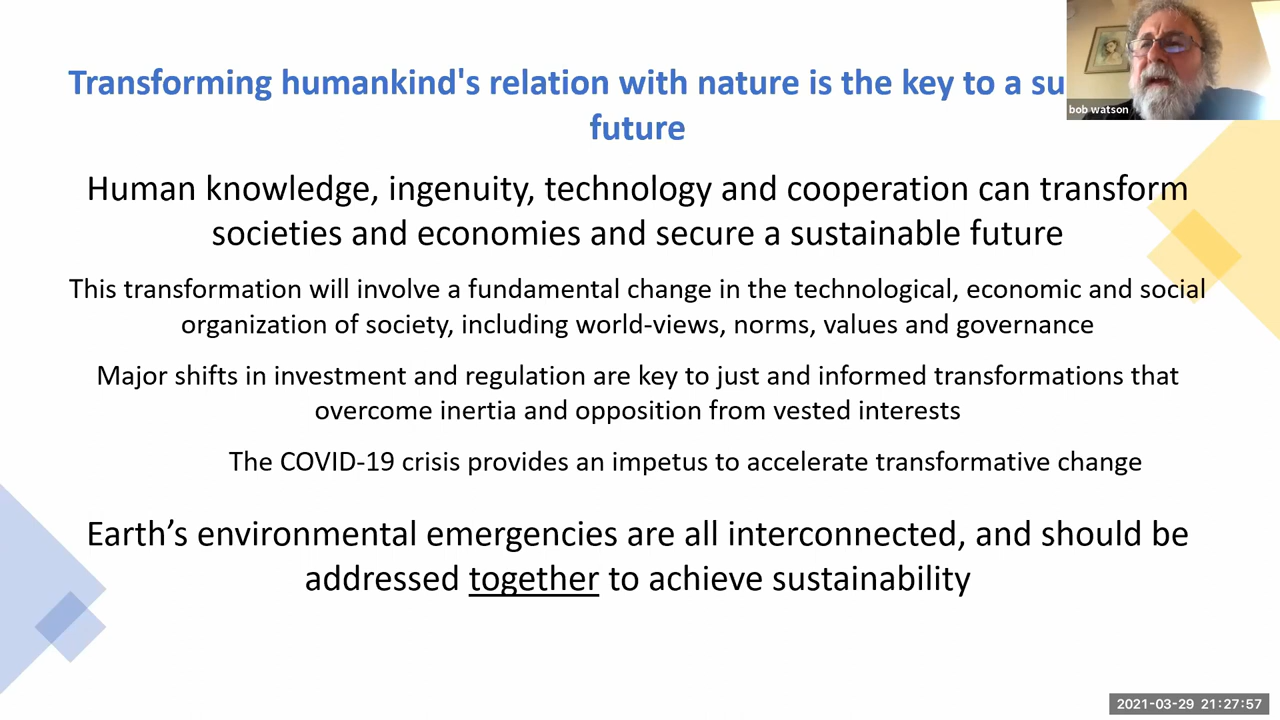 Transforming humankind's relation with nature is the key to a
future
bob watson
Human knowledge, ingenuity, technology and cooperation can transform
societies and economies and secure a sustainable future
This transformation will involve a fundamental change in the technological, economic and social
organization of society, including world-views, norms, values and governance
Major shifts in investment and regulation are key to just and informed transformations that
overcome inertia and opposition from vested interests
The COVID-19 crisis provides an impetus to accelerate transformative change
Earth’s environmental emergencies are all interconnected, and should be
addressed together to achieve sustainability
2021-03-29 21:27:57